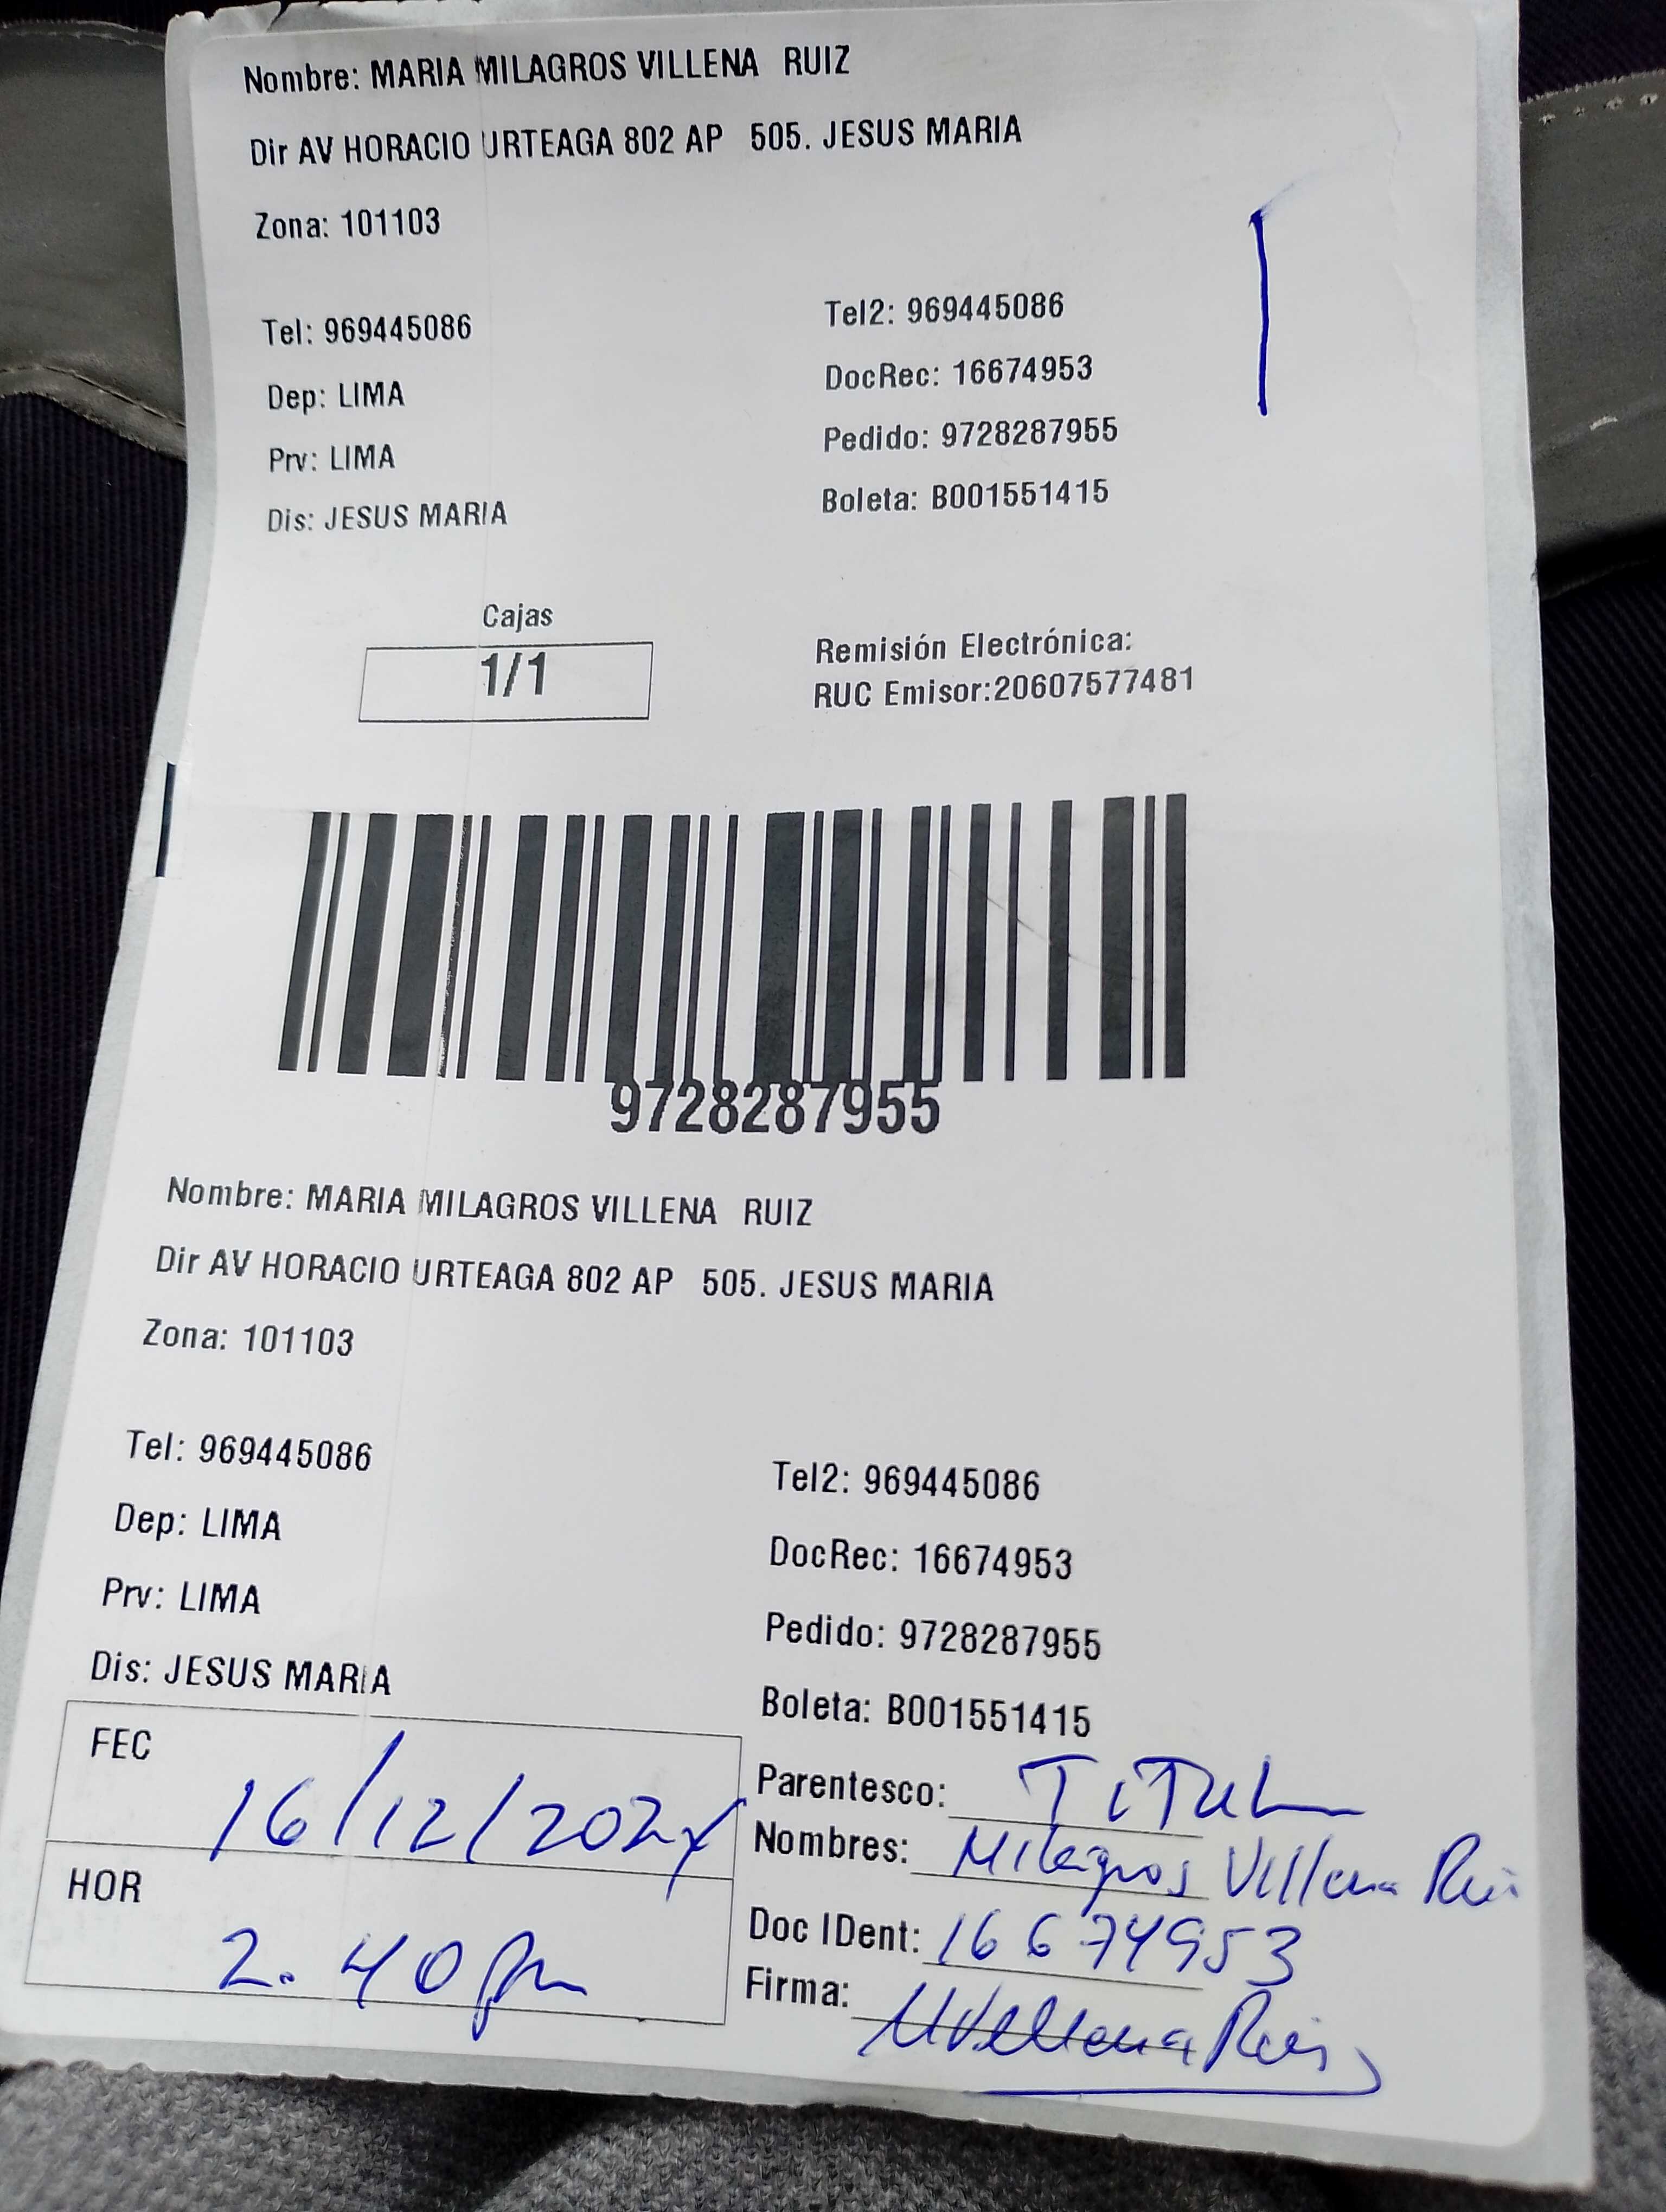 Nombre: MARIA MILAGROS VILLENA RUIZ
Dir AV HORACIO URTEAGA 802 AP 505. JESUS MARIA
Zona: 101103
Tel: 969445086 Tel2: 969445086
Dep: LIMA DocRec: 16674953
Prv: LIMA Pedido: 9728287955
Dis: JESUS MARIA Boleta: B001551415
Cajas
1/1
Remisión Electrónica:
RUC Emisor:20607577481
9728287955
Nombre: MARIA MILAGROS VILLENA RUIZ
Dir AV HORACIO URTEAGA 802 AP 505. JESUS MARIA
Zona: 101103
Tel: 969445086 Tel2: 969445086
Dep: LIMA DocRec: 16674953
Prv: LIMA Pedido: 9728287955
Dis: JESUS MARIA Boleta: B001551415
FEC 16/12/2024
HOR 2.40 pm
Parentesco: Titular
Nombres: Milagros Villena Ruiz
Doc IDent: 16674953
Firma: MVillena Ruiz